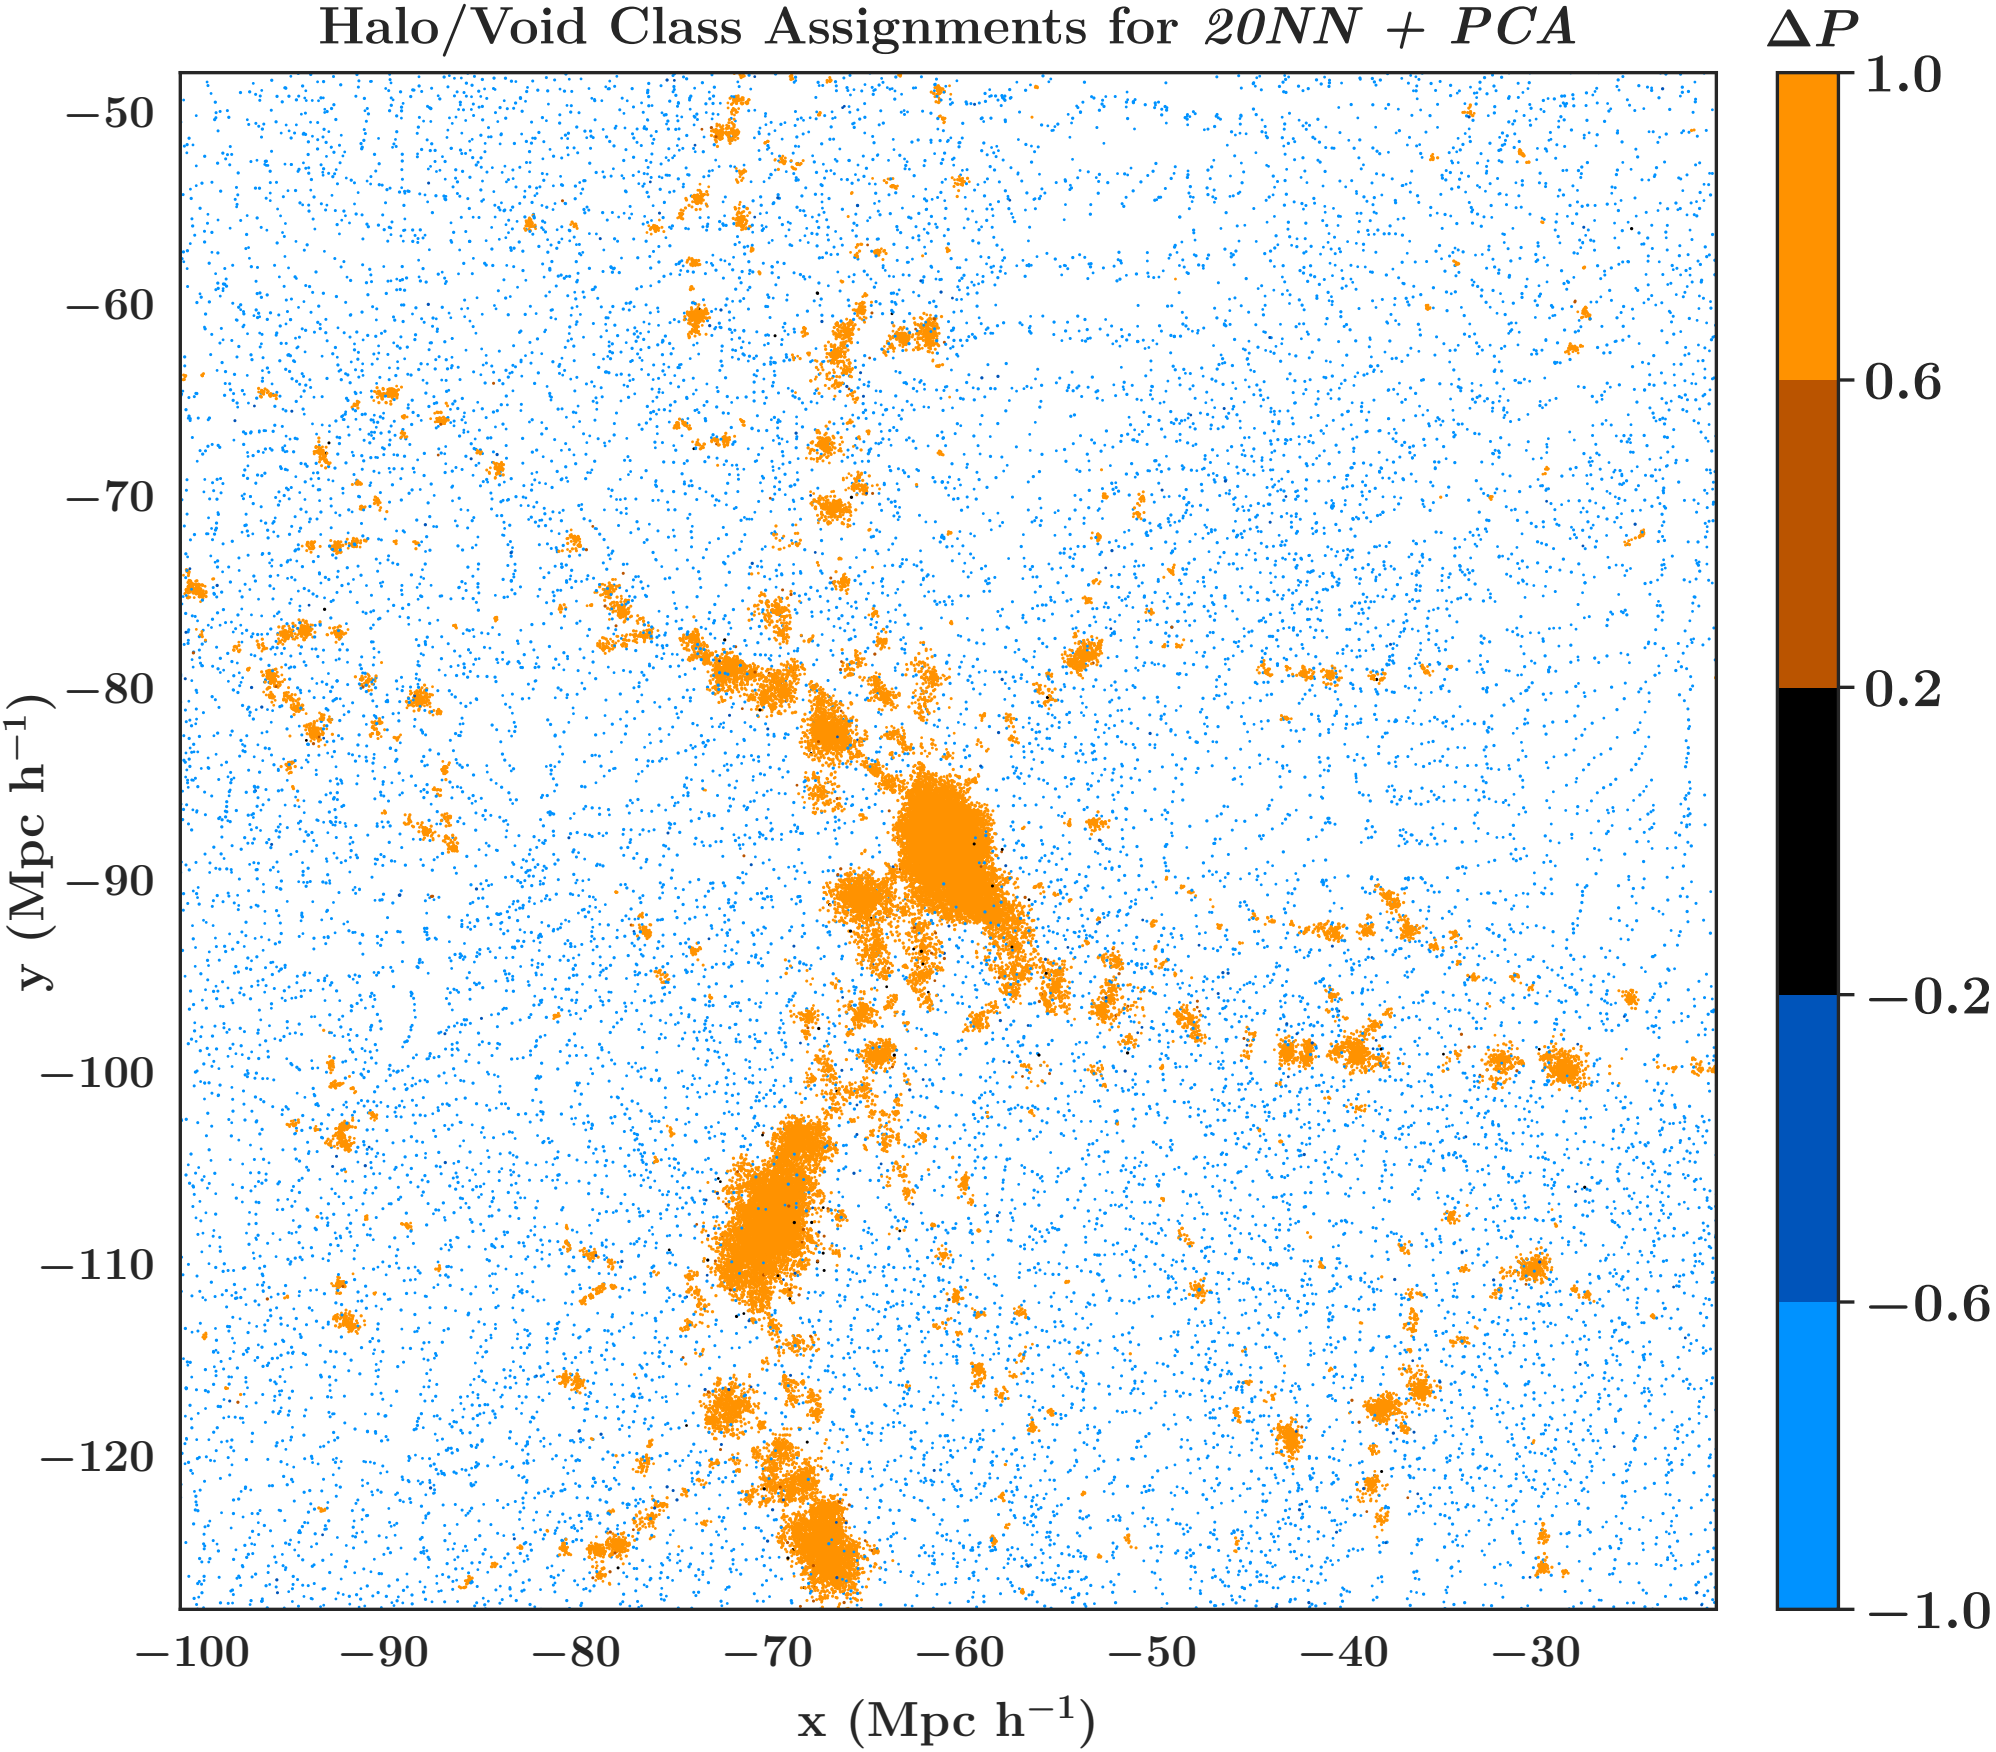 Halo/Void Class Assignments for 20NN + PCA
ΔP
1.0
0.6
0.2
−0.2
−0.6
−1.0
y (Mpc h⁻¹)
−50
−60
−70
−80
−90
−100
−110
−120
−100 −90 −80 −70 −60 −50 −40 −30
x (Mpc h⁻¹)